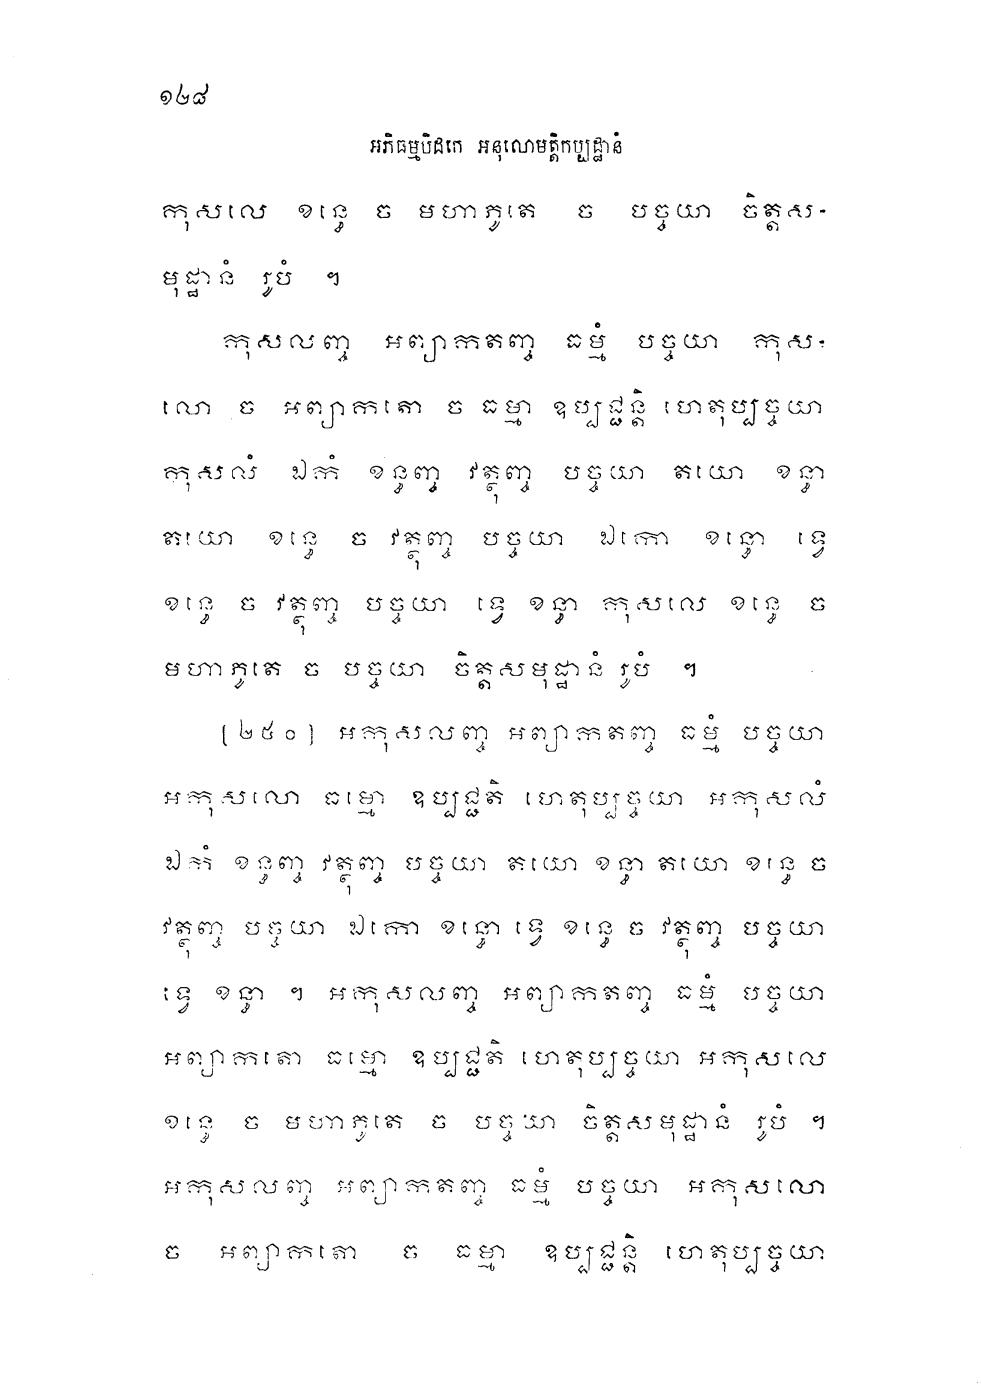 ១២៨
អភិធម្មបិដកេ អនុលោមត្តិកប្បដ្ឋានំ
កុសលេ ខន្ធេ ច មហាភូតេ ច បច្ចយា ចិត្តស-
មុដ្ឋានំ រូបំ ។
កុសលញ្ច អព្យាកតញ្ច ធម្មំ បច្ចយា កុស-
លោ ច អព្យាកតោ ច ធម្មា ឧប្បជ្ជន្តិ ហេតុប្បច្ចយា
កុសលំ ឯកំ ខន្ធញ្ច វត្ថុញ្ច បច្ចយា តយោ ខន្ធា
តយោ ខន្ធេ ច វត្ថុញ្ច បច្ចយា ឯកោ ខន្ធោ ទ្វេ
ខន្ធេ ច វត្ថុញ្ច បច្ចយា ទ្វេ ខន្ធា កុសលេ ខន្ធេ ច
មហាភូតេ ច បច្ចយា ចិត្តសមុដ្ឋានំ រូបំ ។
[២៥០] អកុសលញ្ច អព្យាកតញ្ច ធម្មំ បច្ចយា
អកុសលោ ធម្មោ ឧប្បជ្ជតិ ហេតុប្បច្ចយា អកុសលំ
ឯកំ ខន្ធញ្ច វត្ថុញ្ច បច្ចយា តយោ ខន្ធា តយោ ខន្ធេ ច
វត្ថុញ្ច បច្ចយា ឯកោ ខន្ធោ ទ្វេ ខន្ធេ ច វត្ថុញ្ច បច្ចយា
ទ្វេ ខន្ធា ។ អកុសលញ្ច អព្យាកតញ្ច ធម្មំ បច្ចយា
អព្យាកតោ ធម្មោ ឧប្បជ្ជតិ ហេតុប្បច្ចយា អកុសលេ
ខន្ធេ ច មហាភូតេ ច បច្ចយា ចិត្តសមុដ្ឋានំ រូបំ ។
អកុសលញ្ច អព្យាកតញ្ច ធម្មំ បច្ចយា អកុសលោ
ច អព្យាកតោ ច ធម្មា ឧប្បជ្ជន្តិ ហេតុប្បច្ចយា